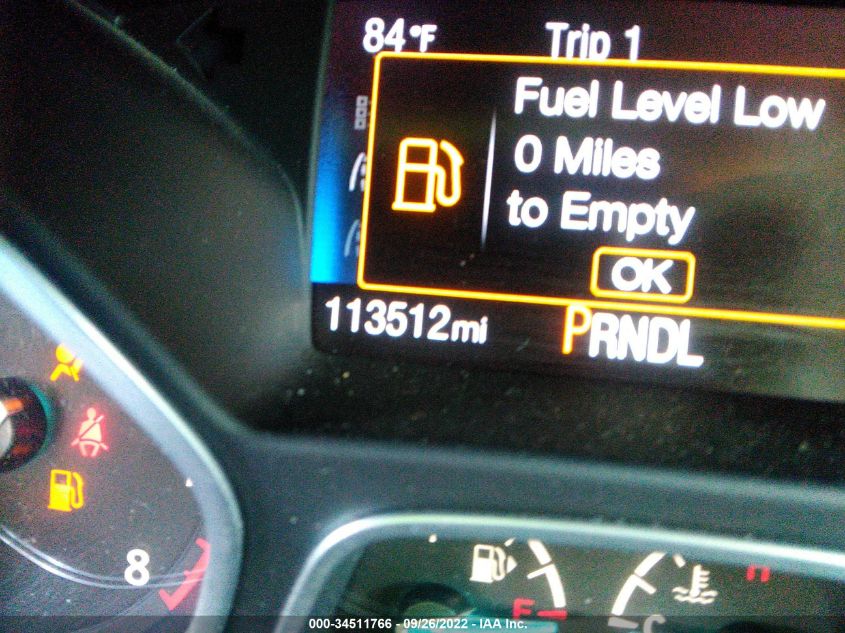 84°F Trip 1
Fuel Level Low
0 Miles
to Empty
OK
113512mi PRNDL
8
F
C
H
000-34511766 - 09/26/2022 - IAA Inc.